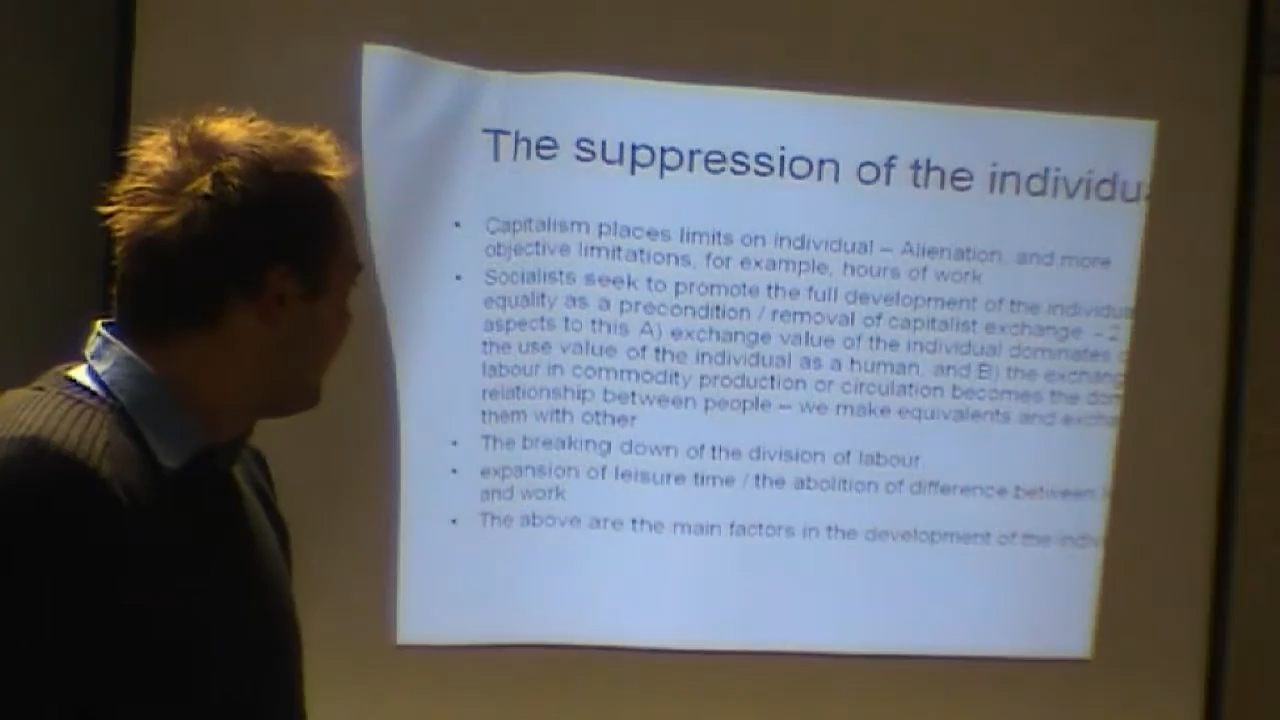 The suppression of the individu
• Capitalism places limits on individual – Alienation, and more
objective limitations, for example, hours of work
• Socialists seek to promote the full development of the individu
equality as a precondition / removal of capitalist exchange – 2
aspects to this A) exchange value of the individual dominates
the use value of the individual as a human, and B) the exchang
labour in commodity production or circulation becomes the dom
relationship between people – we make equivalents and excha
them with other
• The breaking down of the division of labour
• expansion of leisure time / the abolition of difference between
and work
• The above are the main factors in the development of the indiv